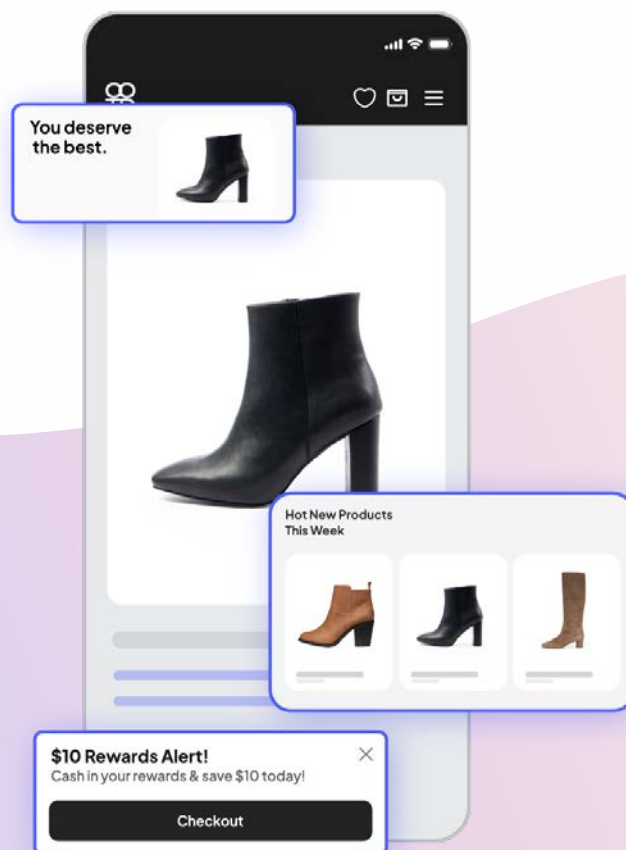 You deserve
the best.
Hot New Products
This Week
$10 Rewards Alert!
Cash in your rewards & save $10 today!
Checkout